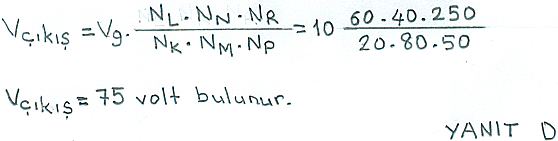 Vçıkış = Vg. NL . NN . NR / NK . NM . NP = 10 60 . 40 . 250 / 20 . 80 . 50
Vçıkış = 75 volt bulunur.
YANIT D